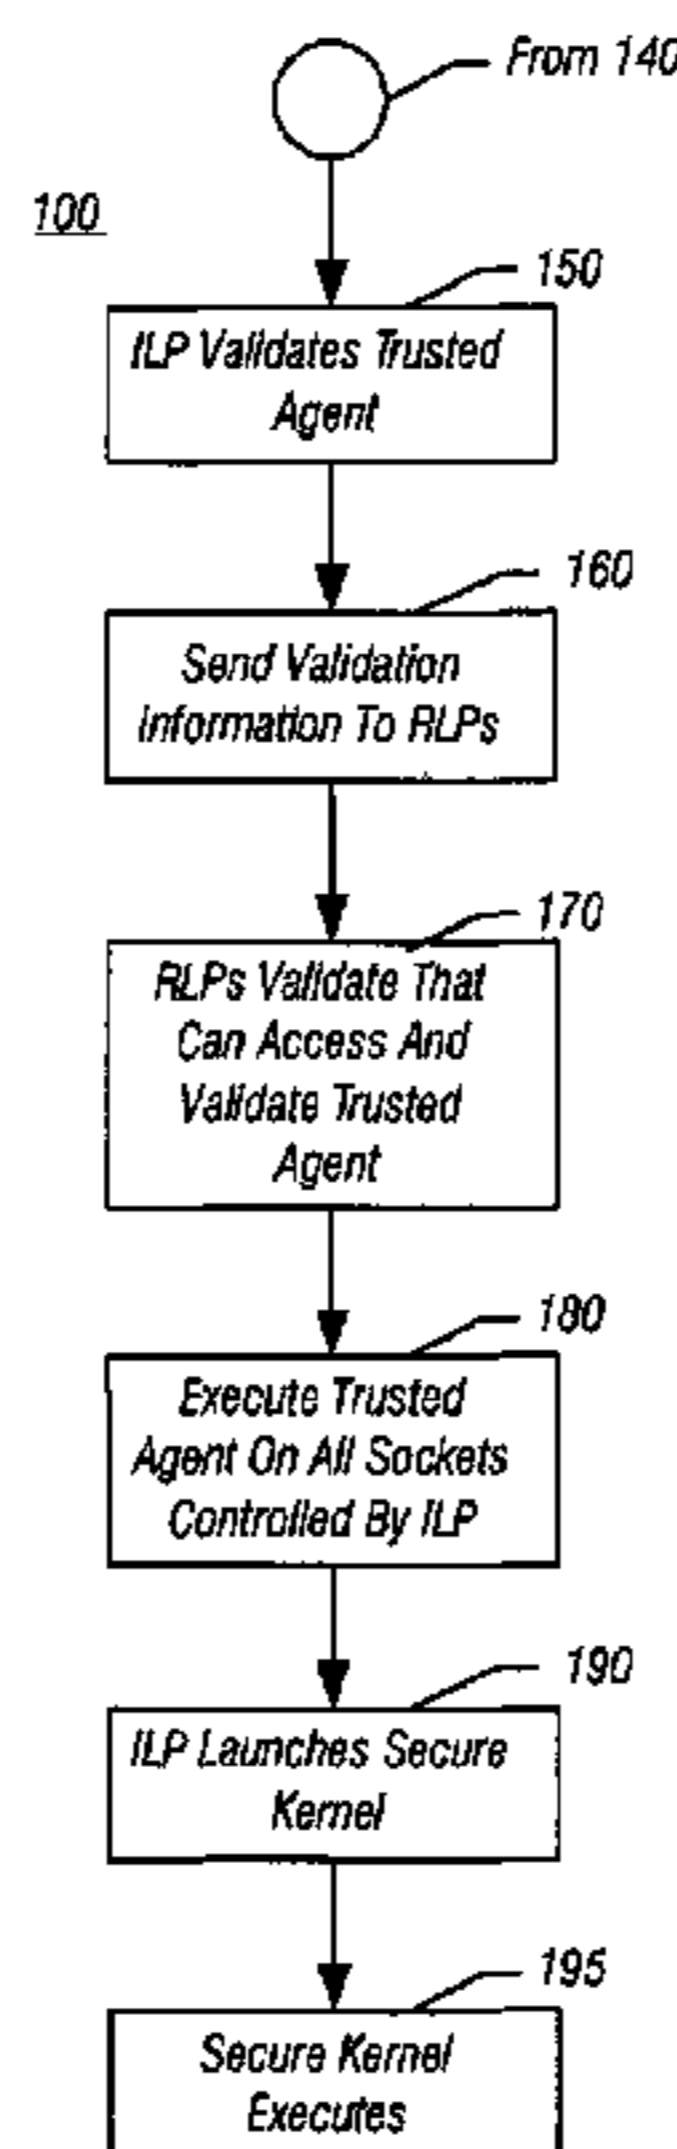 From 140
100
150
ILP Validates Trusted
Agent
160
Send Validation
Information To RLPs
170
RLPs Validate That
Can Access And
Validate Trusted
Agent
180
Execute Trusted
Agent On All Sockets
Controlled By ILP
190
ILP Launches Secure
Kernel
195
Secure Kernel
Executes